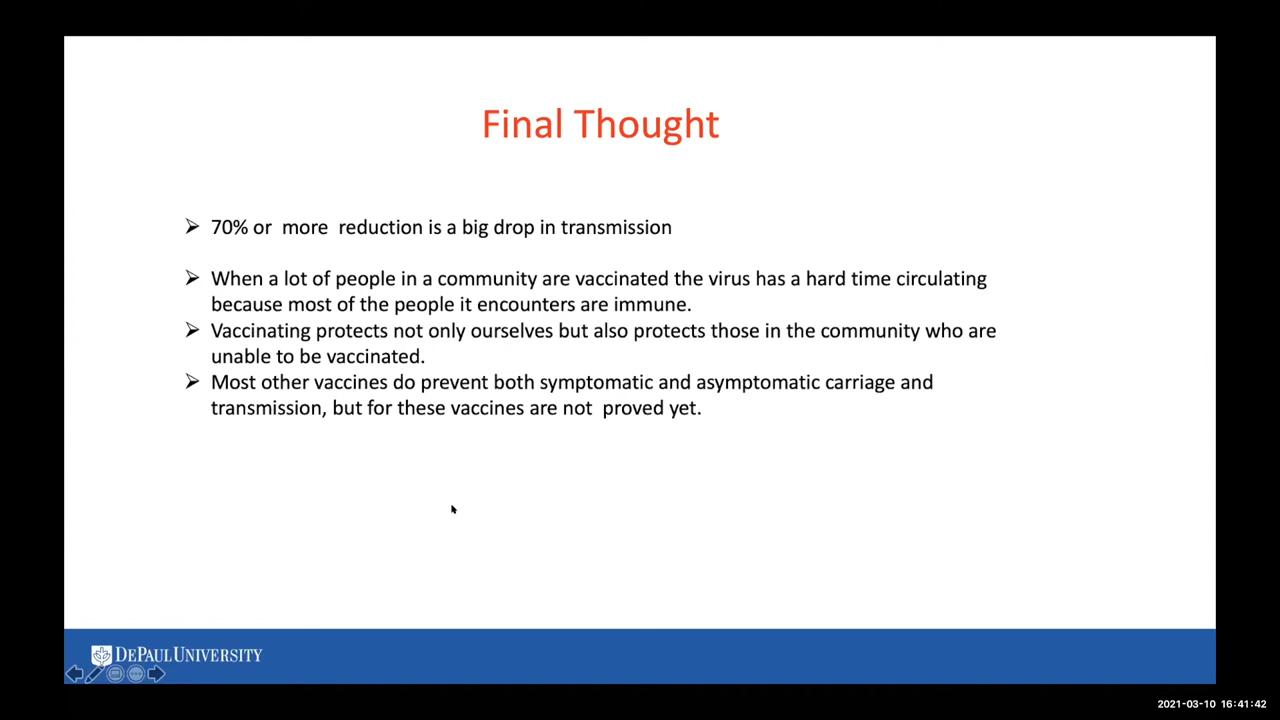 Final Thought
➢ 70% or  more  reduction is a big drop in transmission
➢ When a lot of people in a community are vaccinated the virus has a hard time circulating
because most of the people it encounters are immune.
➢ Vaccinating protects not only ourselves but also protects those in the community who are
unable to be vaccinated.
➢ Most other vaccines do prevent both symptomatic and asymptomatic carriage and
transmission, but for these vaccines are not  proved yet.
DEPAUL UNIVERSITY
2021-03-10 16:41:42